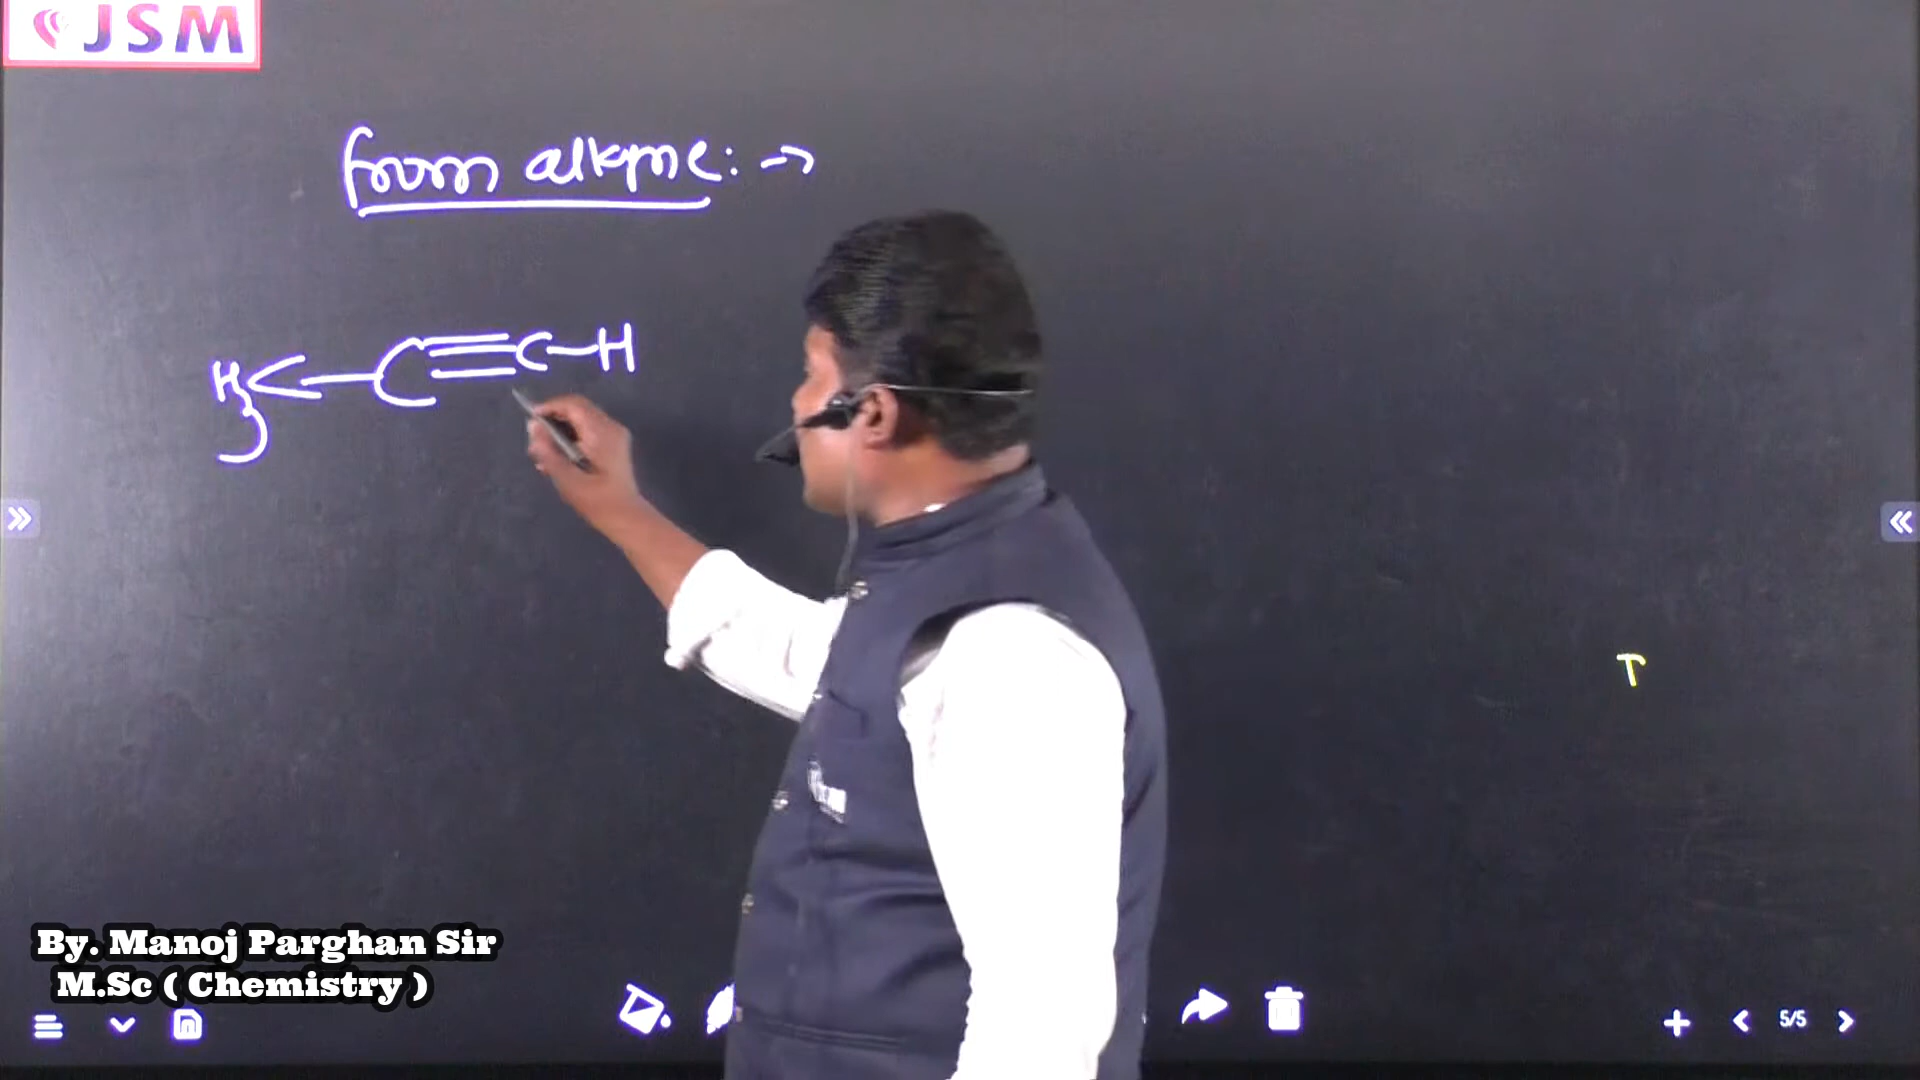 JSM
from alkyne:→
H3C-C≡C-H
T
By. Manoj Parghan Sir
M.Sc ( Chemistry )
5/5